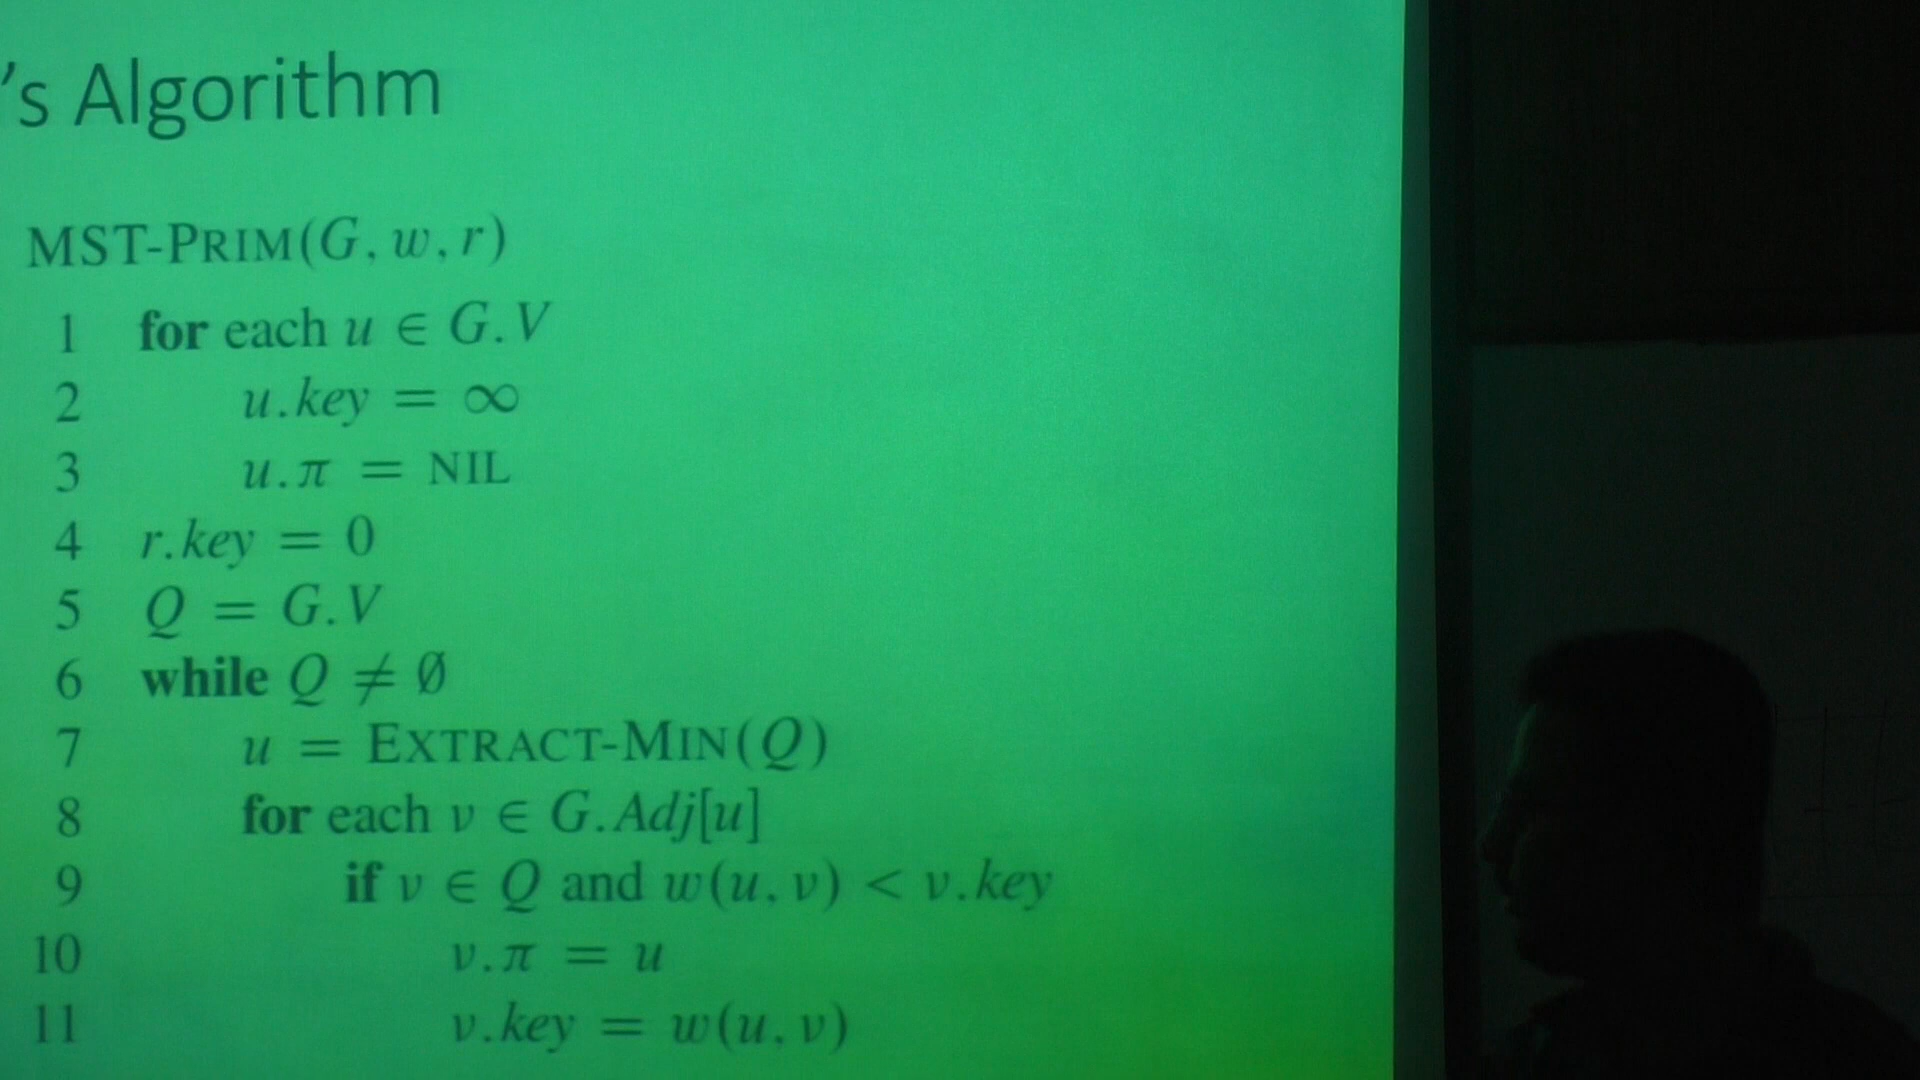 's Algorithm
MST-PRIM(G, w, r)
1 for each u ∈ G.V
2 u.key = ∞
3 u.π = NIL
4 r.key = 0
5 Q = G.V
6 while Q ≠ ∅
7 u = EXTRACT-MIN(Q)
8 for each v ∈ G.Adj[u]
9 if v ∈ Q and w(u, v) < v.key
10 v.π = u
11 v.key = w(u, v)